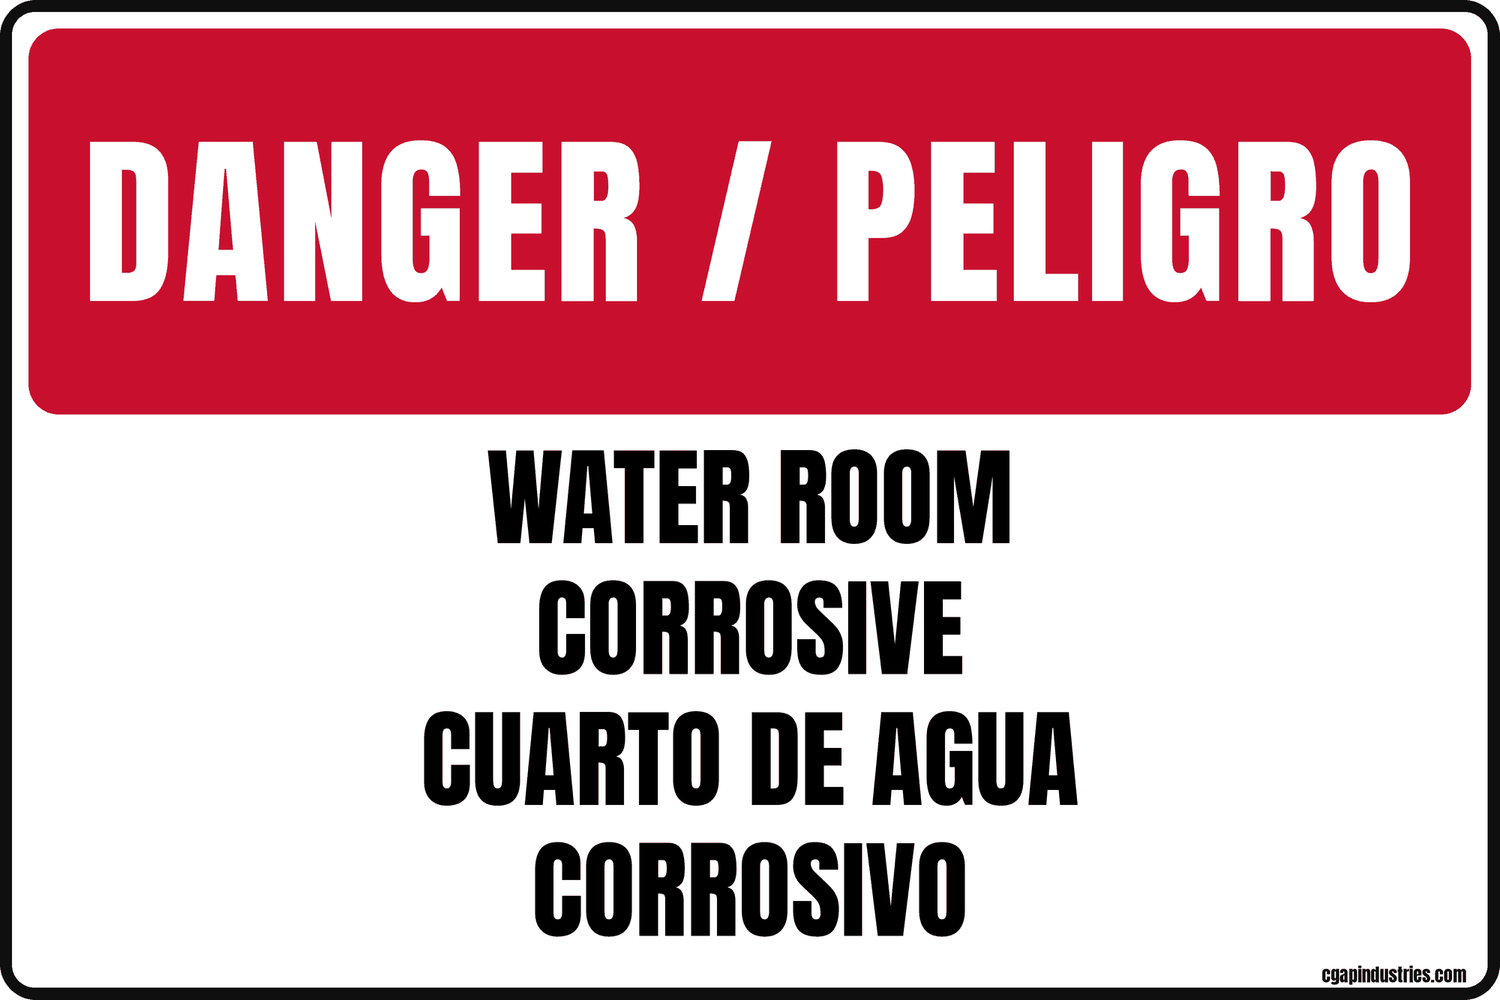 DANGER / PELIGRO
WATER ROOM
CORROSIVE
CUARTO DE AGUA
CORROSIVO
cgapindustries.com